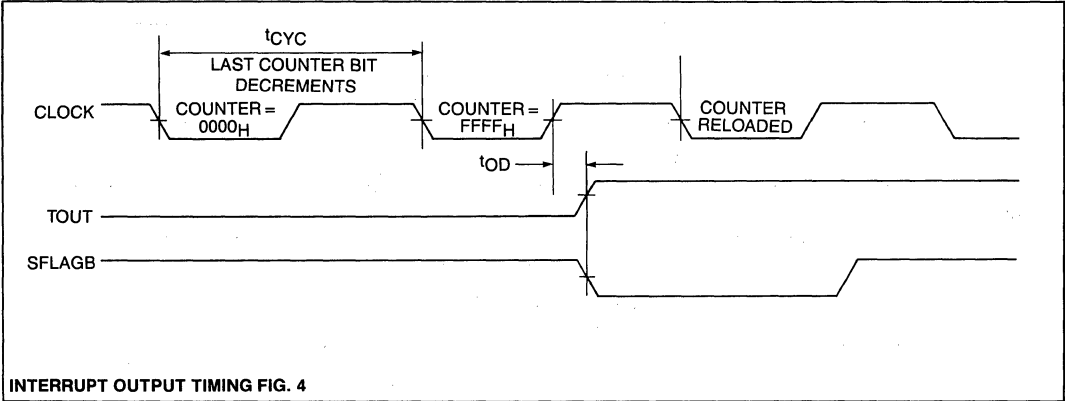 tCYC
LAST COUNTER BIT
DECREMENTS
CLOCK
COUNTER =
0000H
COUNTER =
FFFFH
COUNTER
RELOADED
tOD
TOUT
SFLAGB
INTERRUPT OUTPUT TIMING FIG. 4